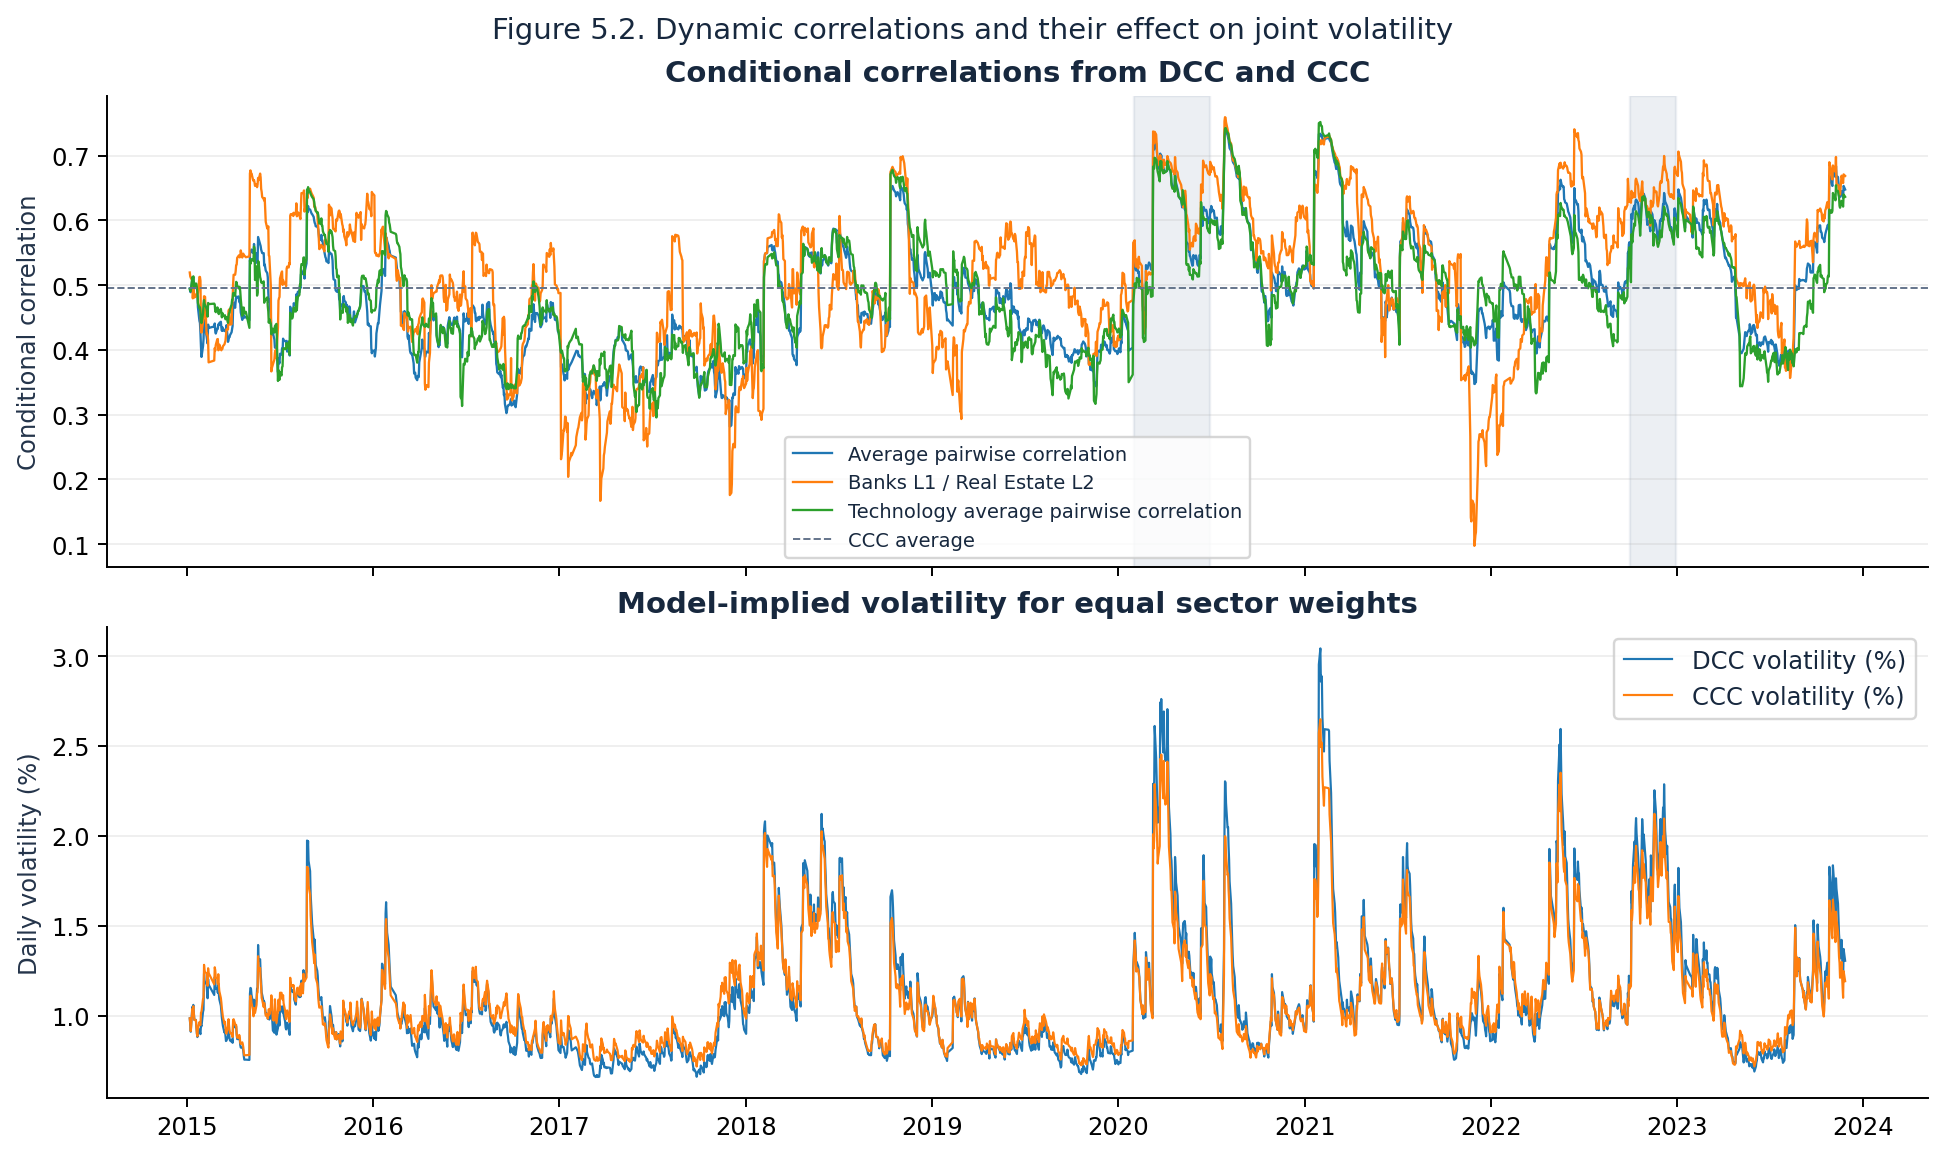 Figure 5.2. Dynamic correlations and their effect on joint volatility
Conditional correlations from DCC and CCC
Conditional correlation
0.7
0.6
0.5
0.4
0.3
0.2
0.1
Average pairwise correlation
Banks L1 / Real Estate L2
Technology average pairwise correlation
CCC average
Model-implied volatility for equal sector weights
Daily volatility (%)
3.0
2.5
2.0
1.5
1.0
DCC volatility (%)
CCC volatility (%)
2015 2016 2017 2018 2019 2020 2021 2022 2023 2024